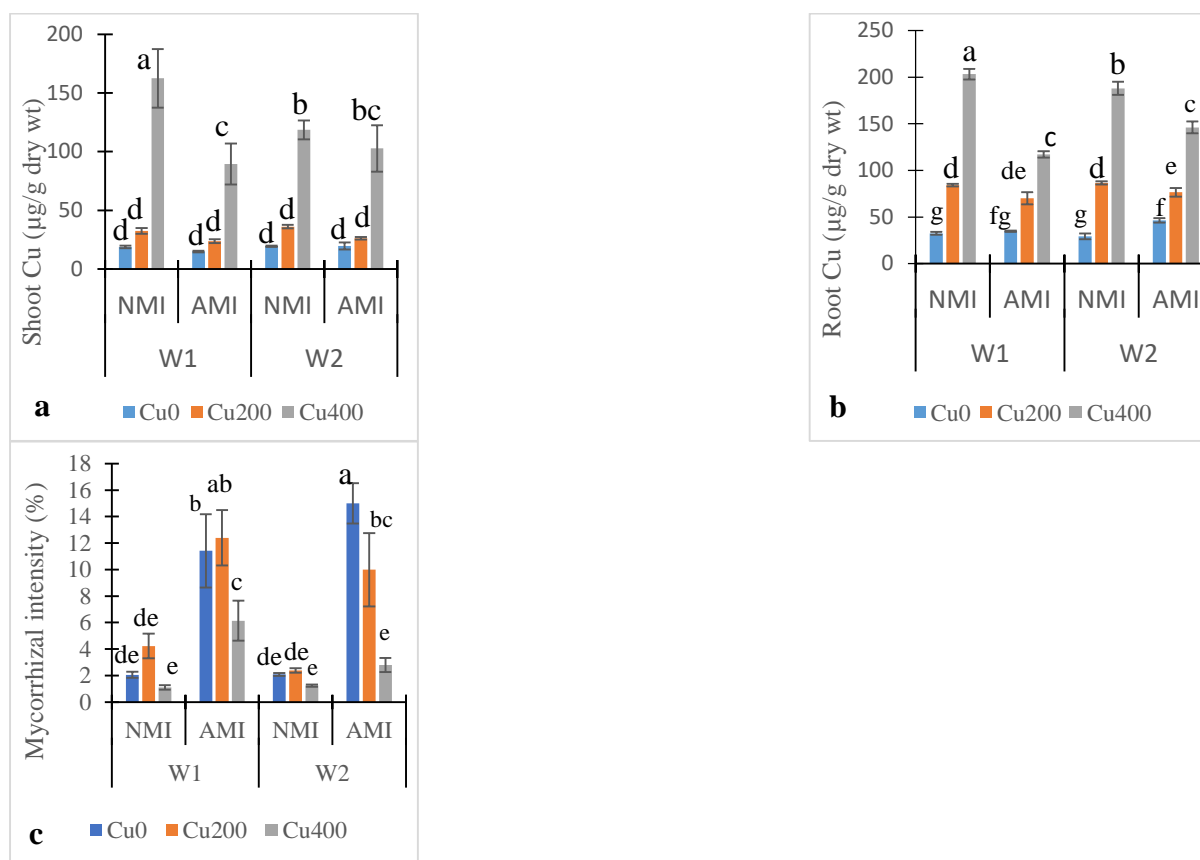 200
150
100
50
0
Shoot Cu (µg/g dry wt)
a
b
bc
c
d d d d d d d d
NMI AMI NMI AMI
W1 W2
a
Cu0 Cu200 Cu400
250
200
150
100
50
0
Root Cu (µg/g dry wt)
a
b
c
c
d de d e
g fg g f
NMI AMI NMI AMI
W1 W2
b
Cu0 Cu200 Cu400
18
16
14
12
10
8
6
4
2
0
Mycorrhizal intensity (%)
a
ab
b
bc
c
de
de e de de e e
NMI AMI NMI AMI
W1 W2
c
Cu0 Cu200 Cu400